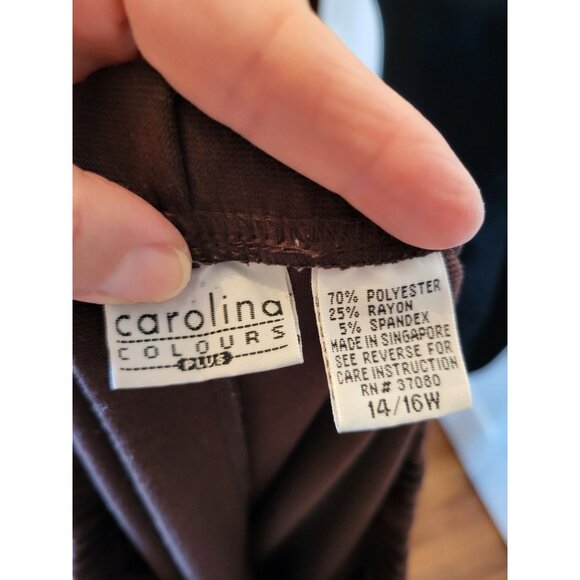 carolina
COLOURS
PLUS
70% POLYESTER
25% RAYON
5% SPANDEX
MADE IN SINGAPORE
SEE REVERSE FOR
CARE INSTRUCTION
RN# 37080
14/16W